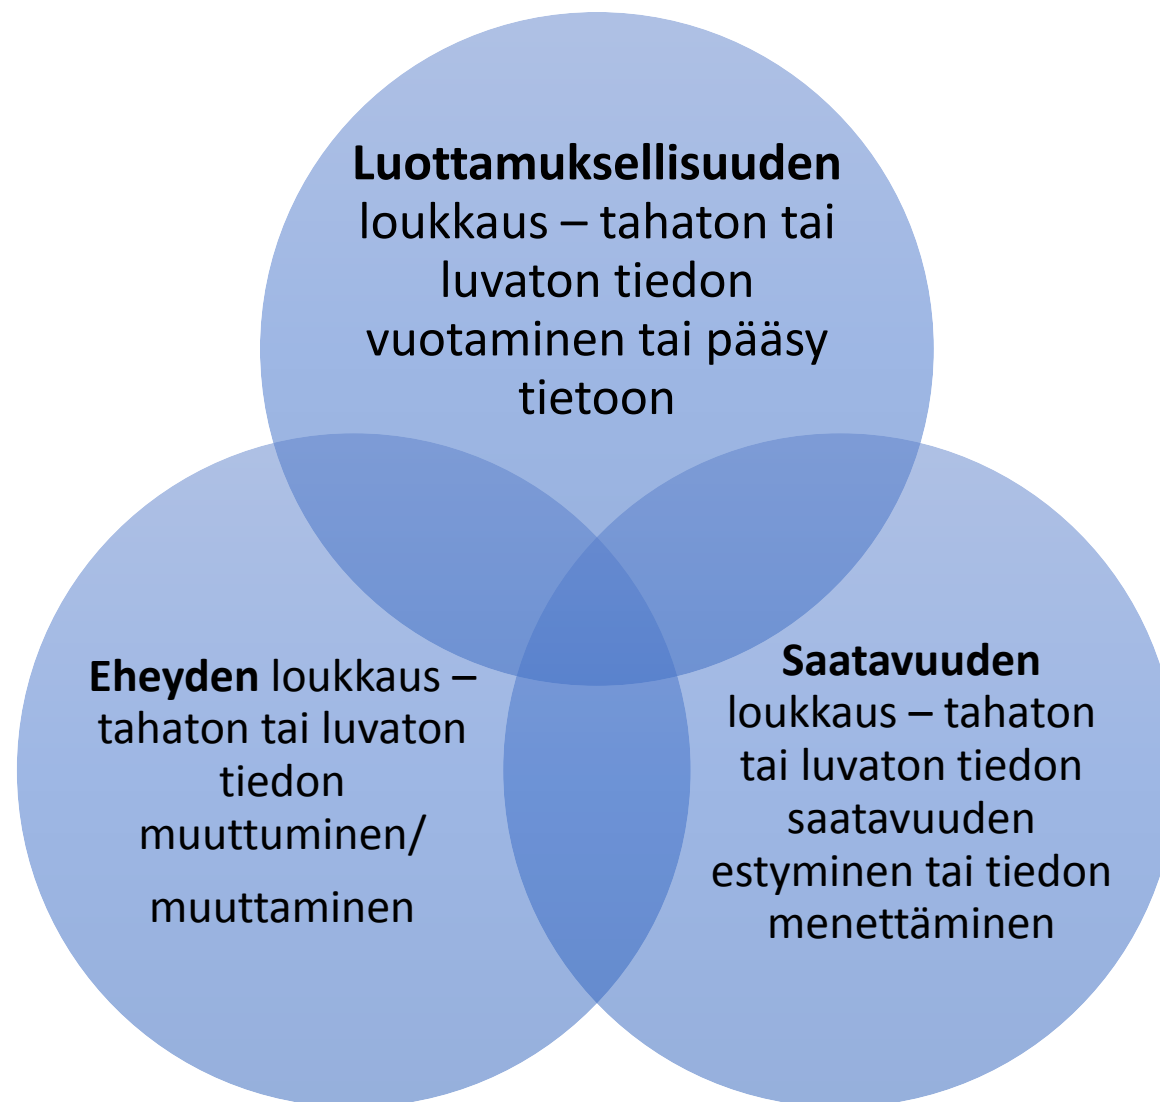 Luottamuksellisuuden
loukkaus – tahaton tai
luvaton tiedon
vuotaminen tai pääsy
tietoon
Eheyden loukkaus –
tahaton tai luvaton
tiedon
muuttuminen/
muuttaminen
Saatavuuden
loukkaus – tahaton
tai luvaton tiedon
saatavuuden
estyminen tai tiedon
menettäminen